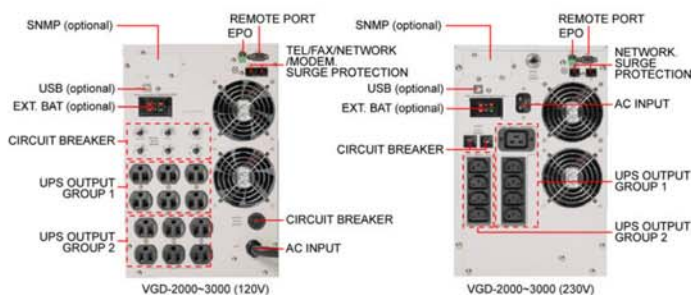 SNMP (optional)
REMOTE PORT
EPO
TEL/FAX/NETWORK
/MODEM.
SURGE PROTECTION
USB (optional)
EXT. BAT (optional)
CIRCUIT BREAKER
UPS OUTPUT
GROUP 1
UPS OUTPUT
GROUP 2
CIRCUIT BREAKER
AC INPUT
VGD-2000~3000 (120V)
SNMP (optional)
REMOTE PORT
EPO
NETWORK.
SURGE
PROTECTION
USB (optional)
EXT. BAT (optional)
AC INPUT
CIRCUIT BREAKER
UPS OUTPUT
GROUP 1
UPS OUTPUT
GROUP 2
VGD-2000~3000 (230V)